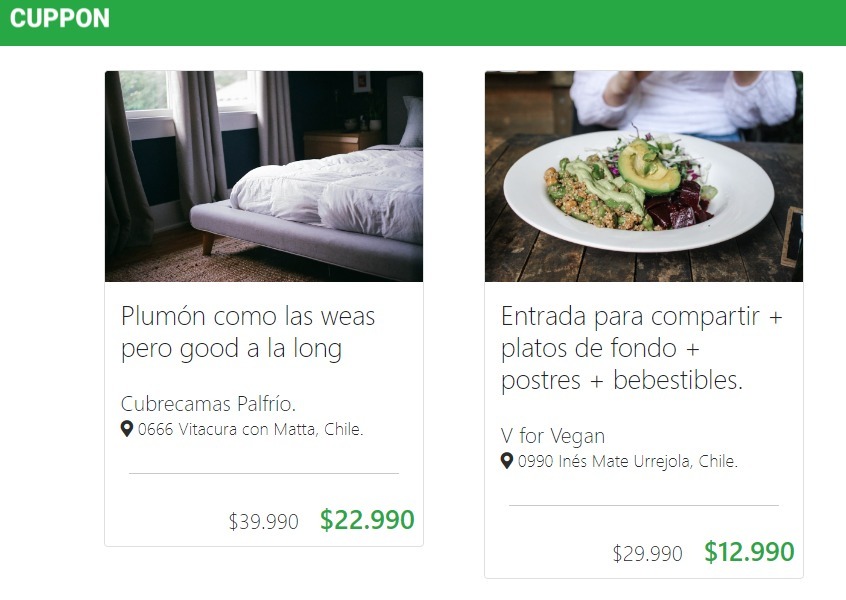 CUPPON
Plumón como las weas
pero good a la long
Cubrecamas Palfrío.
0666 Vitacura con Matta, Chile.
$39.990 $22.990
Entrada para compartir +
platos de fondo +
postres + bebestibles.
V for Vegan
0990 Inés Mate Urrejola, Chile.
$29.990 $12.990